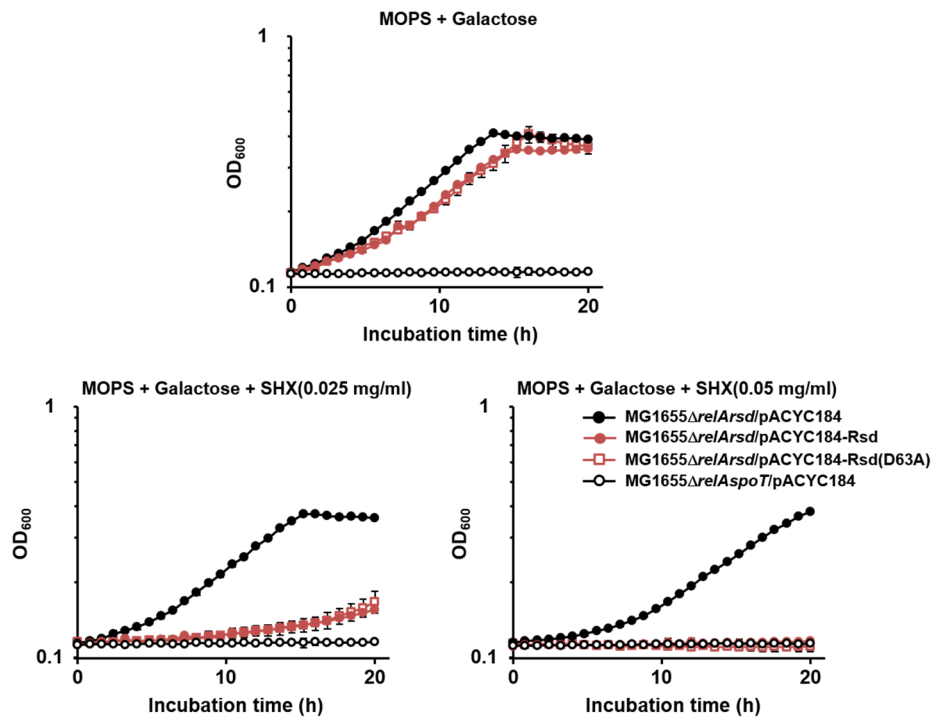 MOPS + Galactose
1
OD600
0.1
0 10 20
Incubation time (h)
MOPS + Galactose + SHX(0.025 mg/ml)
1
OD600
0.1
0 10 20
Incubation time (h)
MOPS + Galactose + SHX(0.05 mg/ml)
1
MG1655ΔrelArsd/pACYC184
MG1655ΔrelArsd/pACYC184-Rsd
MG1655ΔrelArsd/pACYC184-Rsd(D63A)
MG1655ΔrelAspoT/pACYC184
OD600
0.1
0 10 20
Incubation time (h)